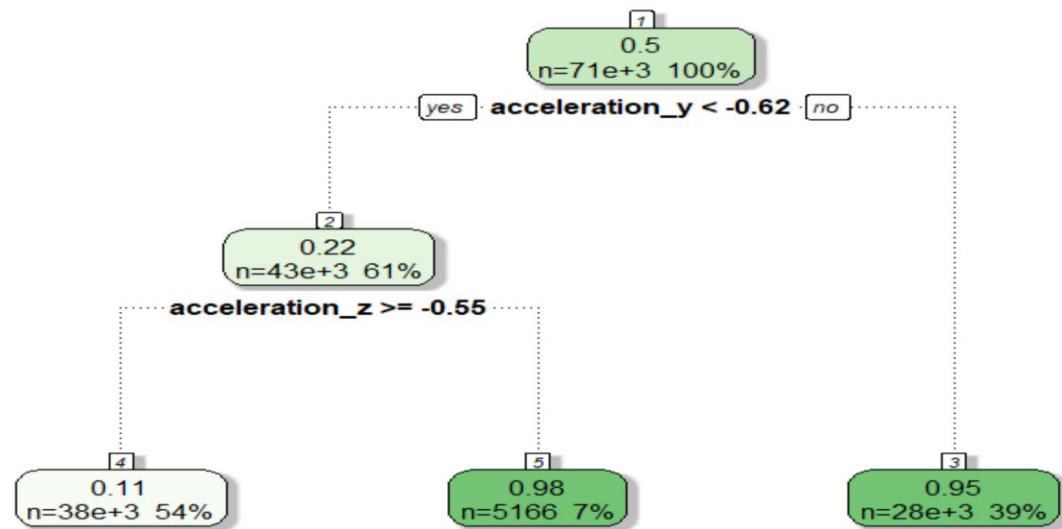 1
0.5
n=71e+3 100%
yes acceleration_y < -0.62 no
2
0.22
n=43e+3 61%
acceleration_z >= -0.55
4
0.11
n=38e+3 54%
5
0.98
n=5166 7%
3
0.95
n=28e+3 39%